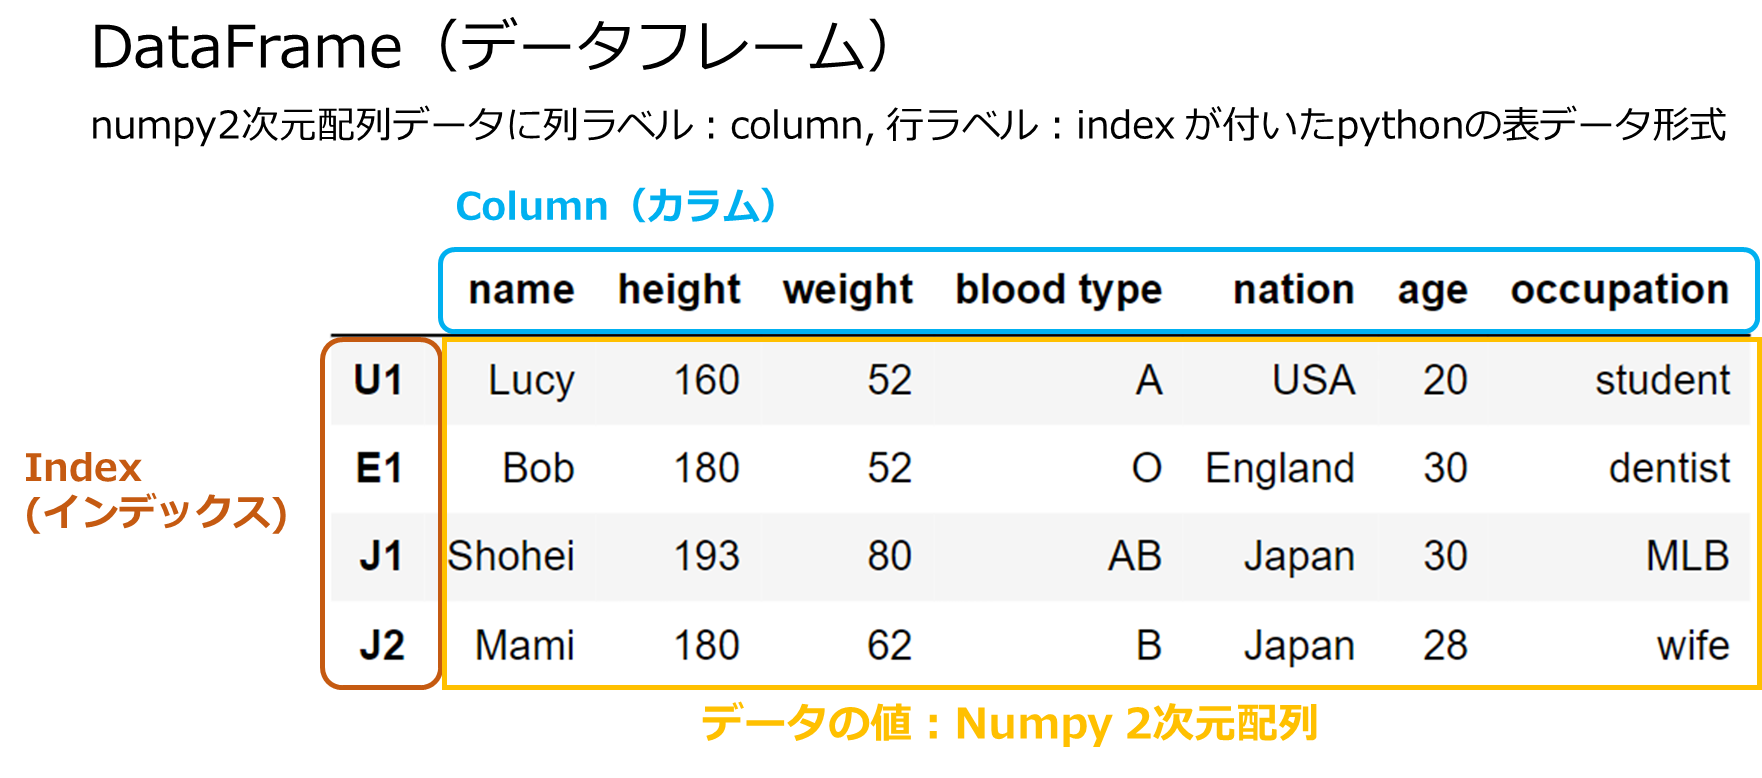 DataFrame（データフレーム）
numpy2次元配列データに列ラベル：column, 行ラベル：index が付いたpythonの表データ形式
Column（カラム）
name height weight blood type nation age occupation
U1 Lucy 160 52 A USA 20 student
E1 Bob 180 52 O England 30 dentist
J1 Shohei 193 80 AB Japan 30 MLB
J2 Mami 180 62 B Japan 28 wife
Index
(インデックス)
データの値：Numpy 2次元配列